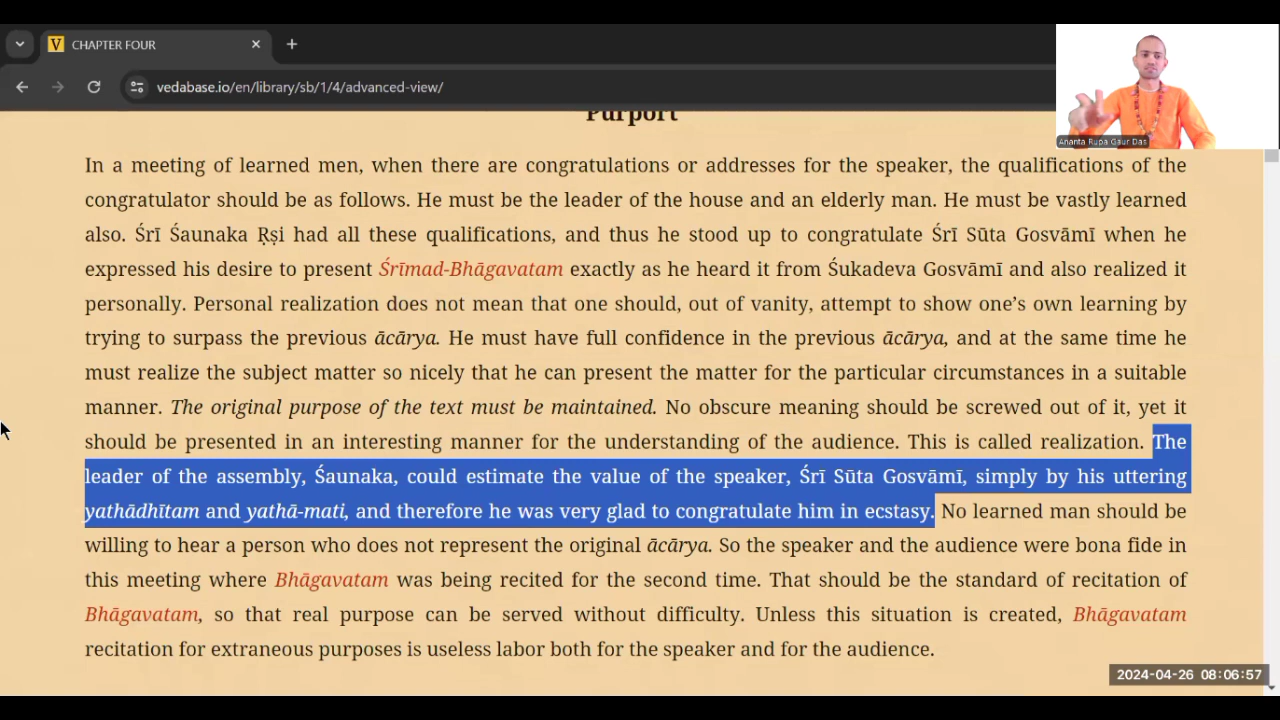 CHAPTER FOUR
vedabase.io/en/library/sb/1/4/advanced-view/
Ananta Rupa Gaur Das
Purport
In a meeting of learned men, when there are congratulations or addresses for the speaker, the qualifications of the
congratulator should be as follows. He must be the leader of the house and an elderly man. He must be vastly learned
also. Śrī Śaunaka Ṛṣi had all these qualifications, and thus he stood up to congratulate Śrī Sūta Gosvāmī when he
expressed his desire to present Śrīmad-Bhāgavatam exactly as he heard it from Śukadeva Gosvāmī and also realized it
personally. Personal realization does not mean that one should, out of vanity, attempt to show one’s own learning by
trying to surpass the previous ācārya. He must have full confidence in the previous ācārya, and at the same time he
must realize the subject matter so nicely that he can present the matter for the particular circumstances in a suitable
manner. The original purpose of the text must be maintained. No obscure meaning should be screwed out of it, yet it
should be presented in an interesting manner for the understanding of the audience. This is called realization. The
leader of the assembly, Śaunaka, could estimate the value of the speaker, Śrī Sūta Gosvāmī, simply by his uttering
yathādhītam and yathā-mati, and therefore he was very glad to congratulate him in ecstasy. No learned man should be
willing to hear a person who does not represent the original ācārya. So the speaker and the audience were bona fide in
this meeting where Bhāgavatam was being recited for the second time. That should be the standard of recitation of
Bhāgavatam, so that real purpose can be served without difficulty. Unless this situation is created, Bhāgavatam
recitation for extraneous purposes is useless labor both for the speaker and for the audience.
2024-04-26 08:06:57